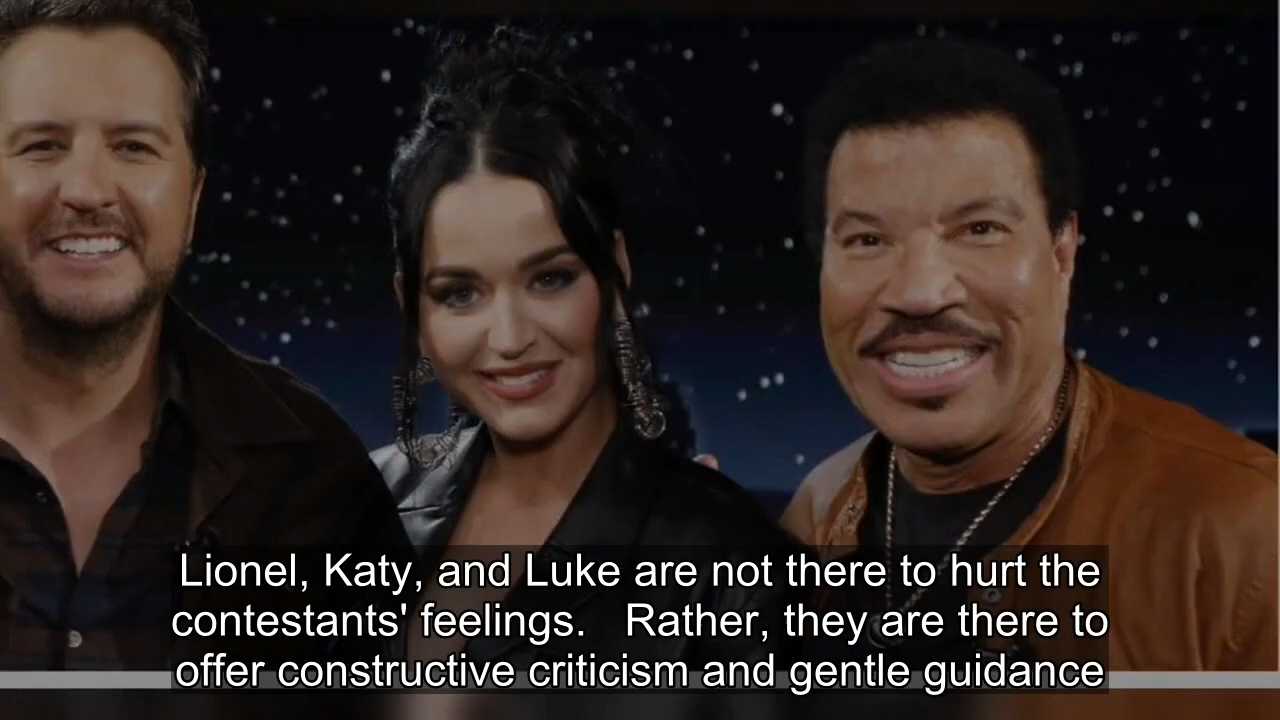 Lionel, Katy, and Luke are not there to hurt the
contestants' feelings.   Rather, they are there to
offer constructive criticism and gentle guidance